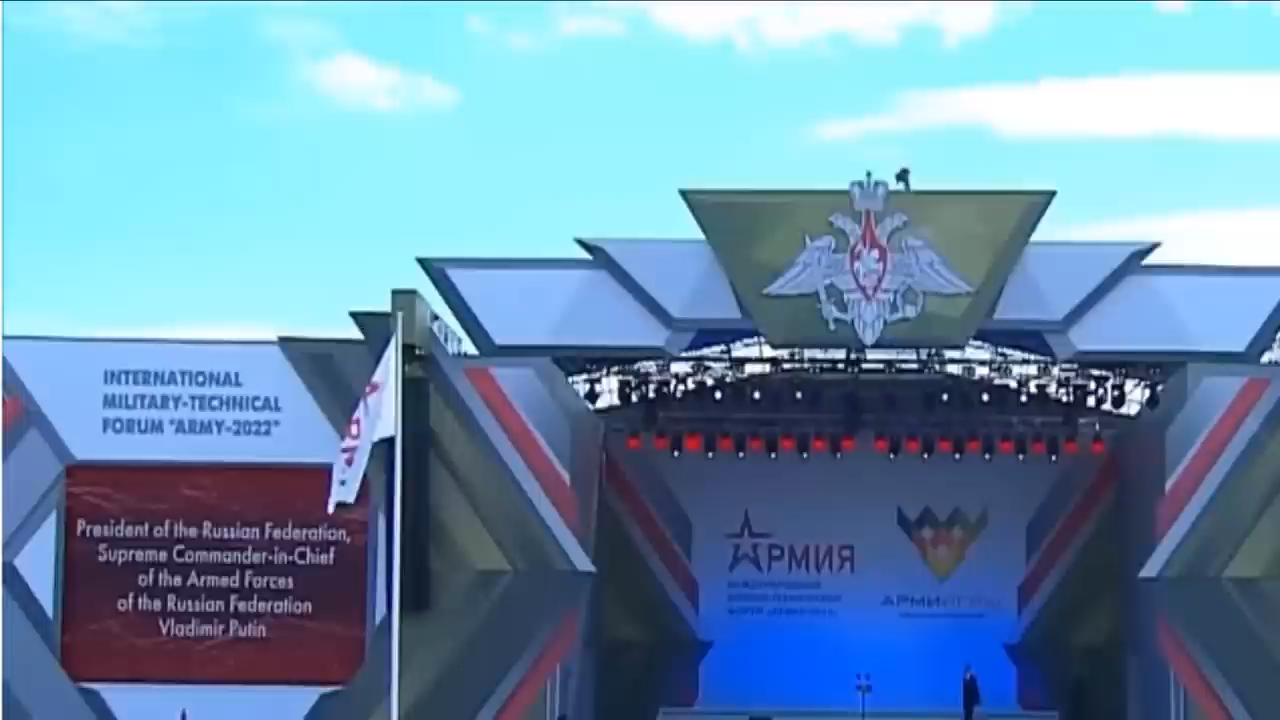 INTERNATIONAL
MILITARY-TECHNICAL
FORUM "ARMY-2022"
President of the Russian Federation,
Supreme Commander-in-Chief
of the Armed Forces
of the Russian Federation
Vladimir Putin
АРМИЯ